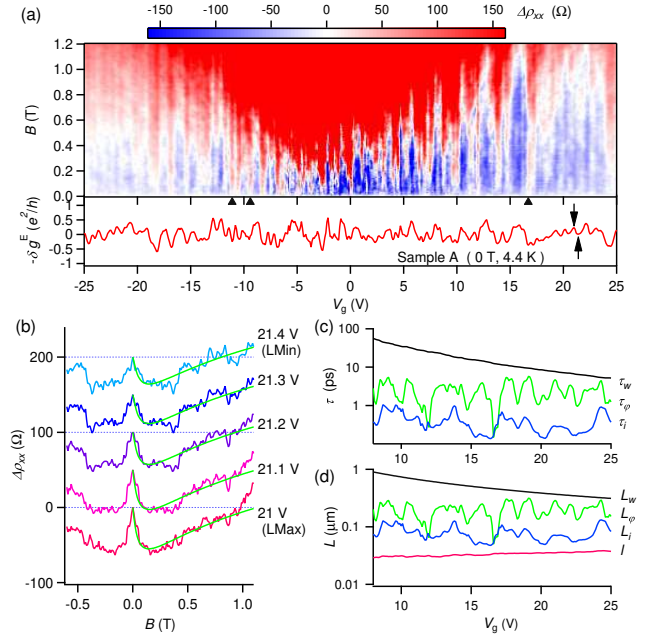 (a)
-150 -100 -50 0 50 100 150 Δρxx (Ω)
1.2
1.0
0.8
0.6
0.4
0.2
0.0
B (T)
1
0.5
0
-0.5
-1
-δg^E (e²/h)
Sample A ( 0 T, 4.4 K )
-25 -20 -15 -10 -5 0 5 10 15 20 25
Vg (V)
(b)
200
100
0
-100
Δρxx (Ω)
21.4 V
(LMin)
21.3 V
21.2 V
21.1 V
21 V
(LMax)
-0.5 0.0 0.5 1.0
B (T)
(c)
100
10
1
0.1
τ (ps)
τw
τφ
τi
10 15 20 25
(d)
1
0.1
0.01
L (μm)
Lw
Lφ
Li
l
10 15 20 25
Vg (V)